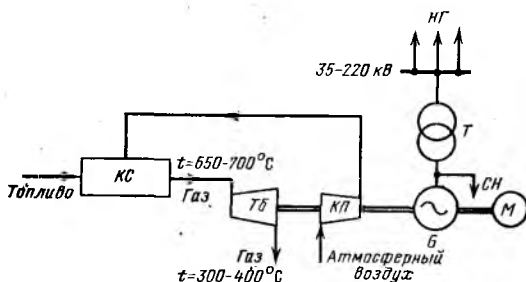 НГ
35-220 кВ
Т
t=650-700°С
КС
СН
Топливо
Газ
ТБ
КП
М
G
Газ
t=300-400°С
Атмосферный
воздух